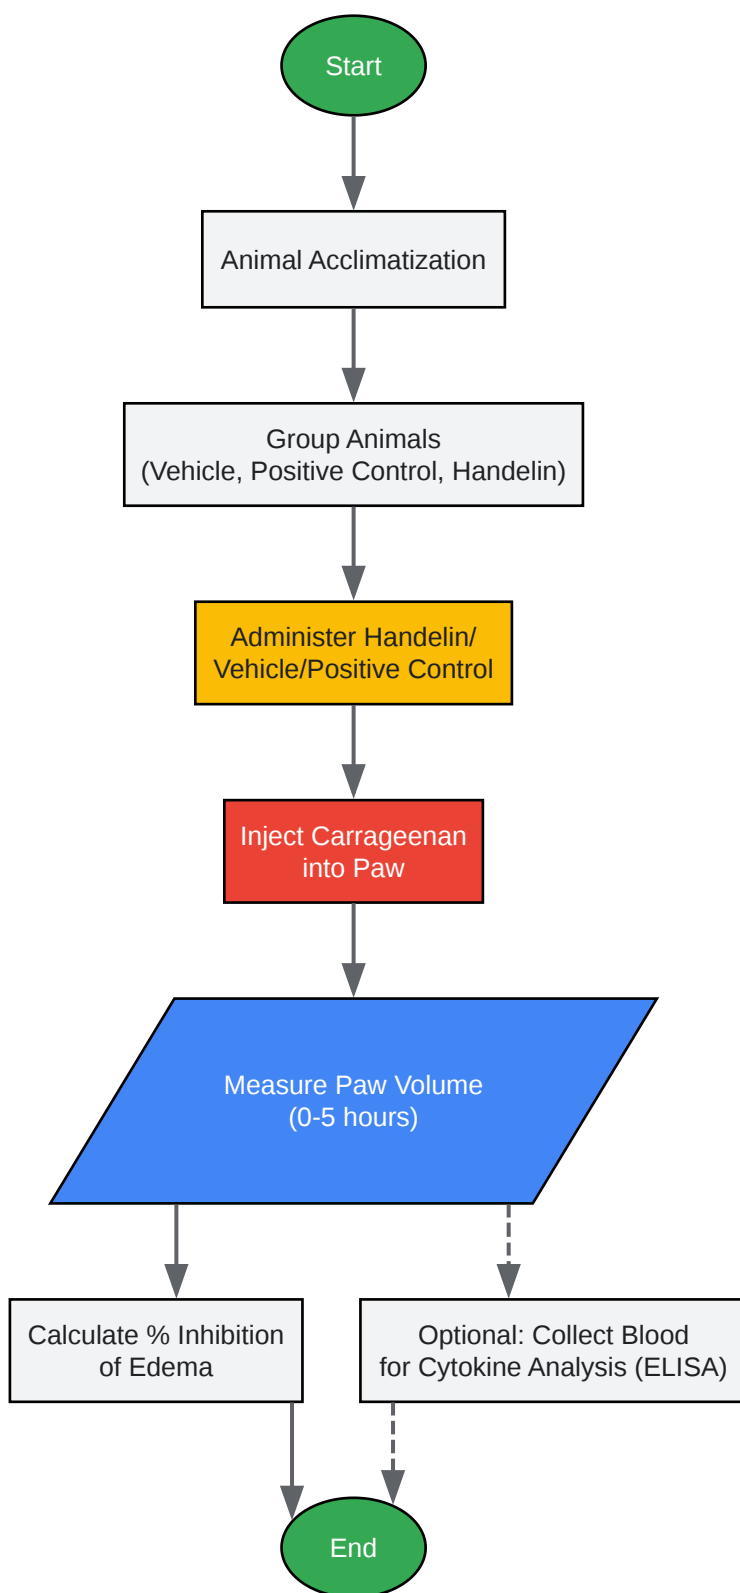 Start
Animal Acclimatization
Group Animals
(Vehicle, Positive Control, Handelin)
Administer Handelin/
Vehicle/Positive Control
Inject Carrageenan
into Paw
Measure Paw Volume
(0-5 hours)
Calculate % Inhibition
of Edema
Optional: Collect Blood
for Cytokine Analysis (ELISA)
End